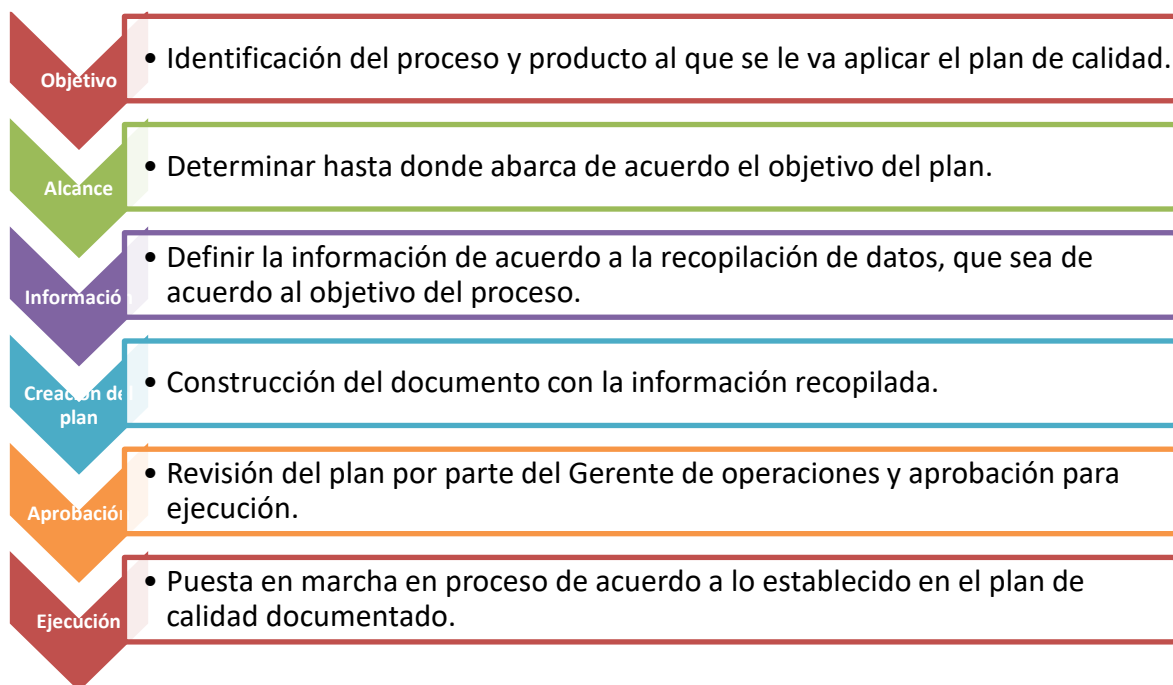 Objetivo
• Identificación del proceso y producto al que se le va aplicar el plan de calidad.
Alcance
• Determinar hasta donde abarca de acuerdo el objetivo del plan.
Información
• Definir la información de acuerdo a la recopilación de datos, que sea de
acuerdo al objetivo del proceso.
Creación del
plan
• Construcción del documento con la información recopilada.
Aprobación
• Revisión del plan por parte del Gerente de operaciones y aprobación para
ejecución.
Ejecución
• Puesta en marcha en proceso de acuerdo a lo establecido en el plan de
calidad documentado.